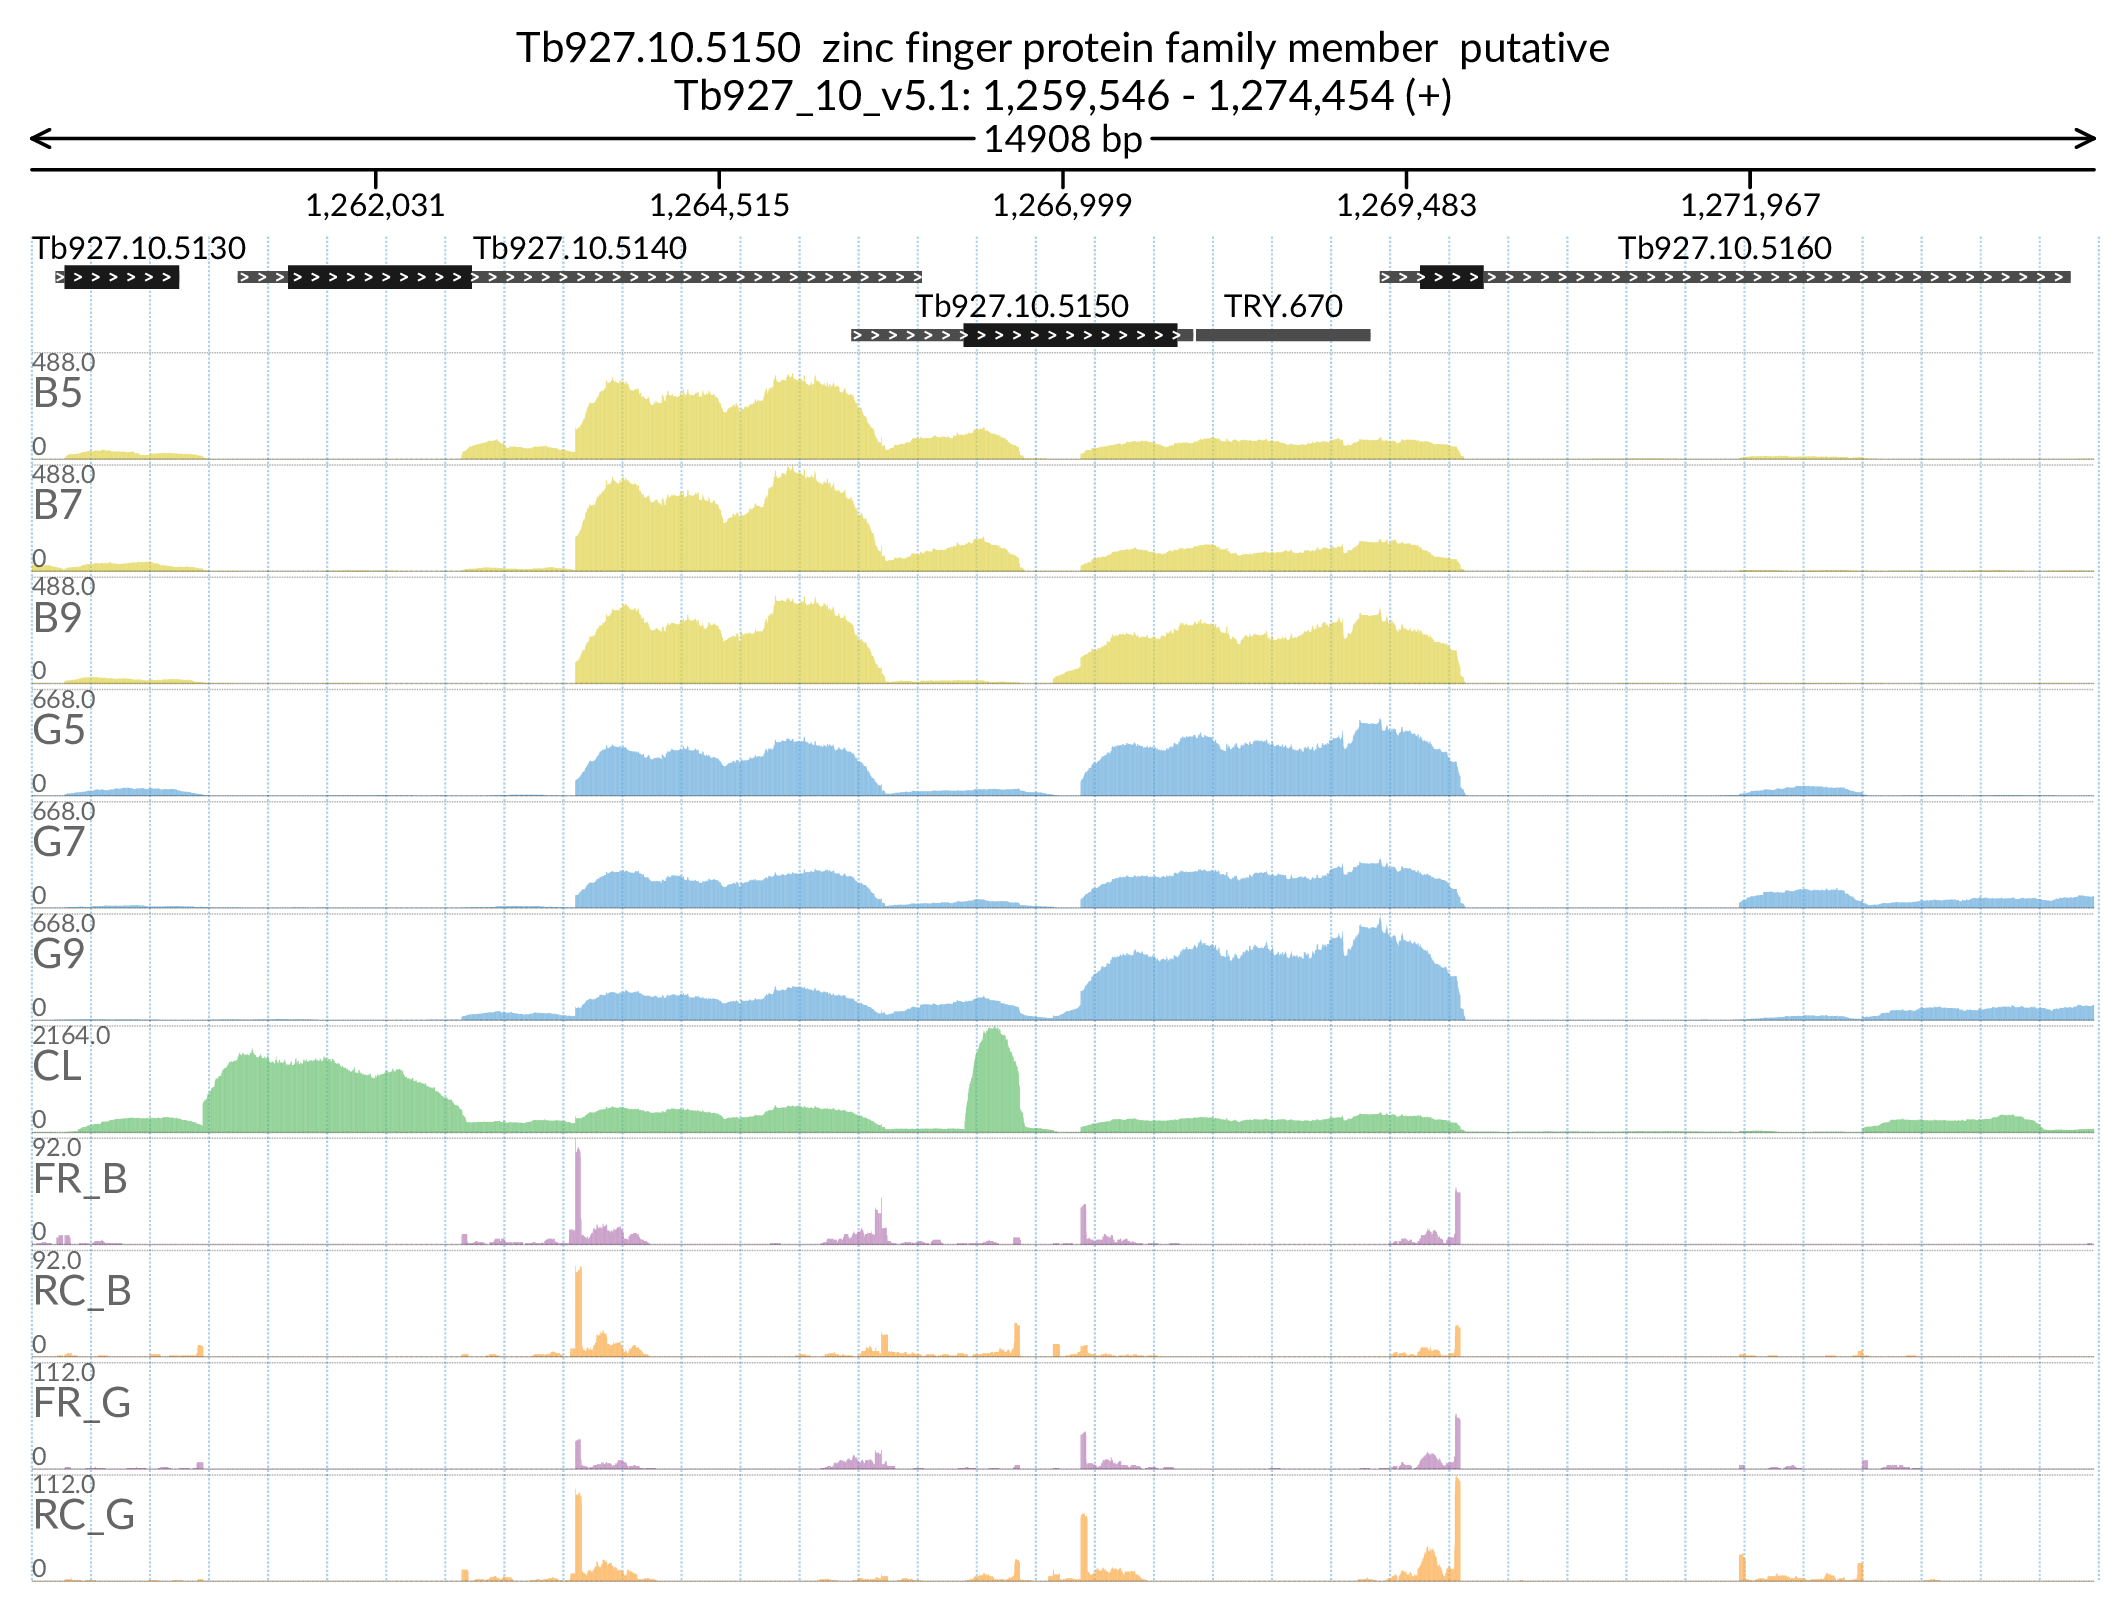 Tb927.10.5150  zinc finger protein family member  putative
Tb927_10_v5.1: 1,259,546 - 1,274,454 (+)
14908 bp
1,262,031 1,264,515 1,266,999 1,269,483 1,271,967
Tb927.10.5130 Tb927.10.5140 Tb927.10.5160
Tb927.10.5150 TRY.670
488.0
B5
0
488.0
B7
0
488.0
B9
0
668.0
G5
0
668.0
G7
0
668.0
G9
0
2164.0
CL
0
92.0
FR_B
0
92.0
RC_B
0
112.0
FR_G
0
112.0
RC_G
0